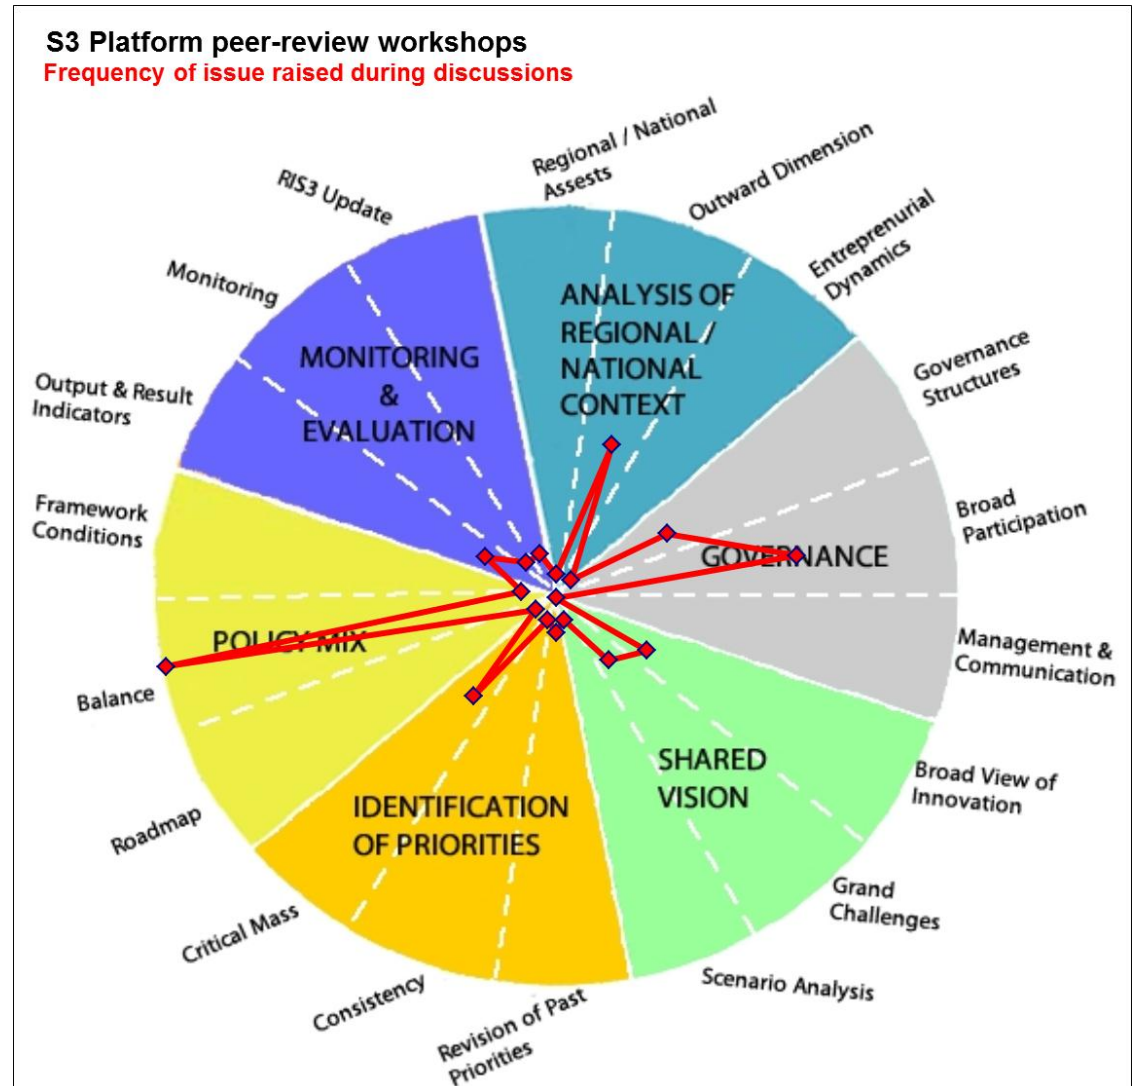 S3 Platform peer-review workshops
Frequency of issue raised during discussions
Regional / National
Assests
Outward Dimension
Entreprenurial
Dynamics
Governance
Structures
Broad
Participation
Management &
Communication
Broad View of
Innovation
Grand
Challenges
Scenario Analysis
Revision of Past
Priorities
Consistency
Critical Mass
Roadmap
Balance
Framework
Conditions
Output & Result
Indicators
Monitoring
RIS3 Update
ANALYSIS OF
REGIONAL /
NATIONAL
CONTEXT
GOVERNANCE
SHARED
VISION
IDENTIFICATION
OF PRIORITIES
POLICY MIX
MONITORING
&
EVALUATION